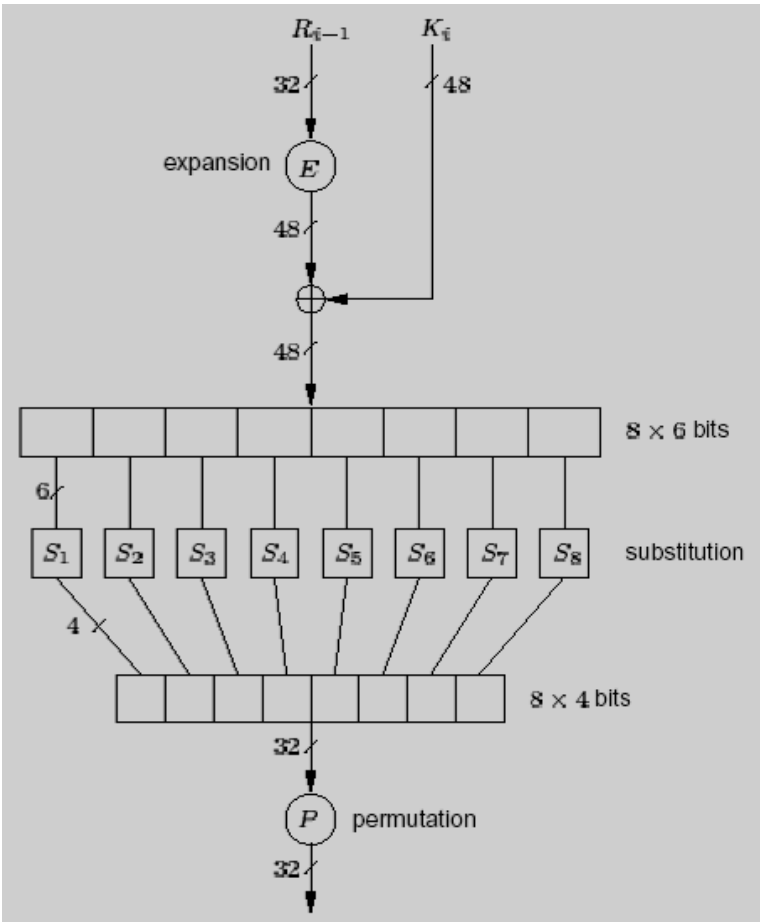 R_{i−1} K_i
32 48
expansion E
48
48
8 × 6 bits
6
S_1 S_2 S_3 S_4 S_5 S_6 S_7 S_8 substitution
4
8 × 4 bits
32
P permutation
32